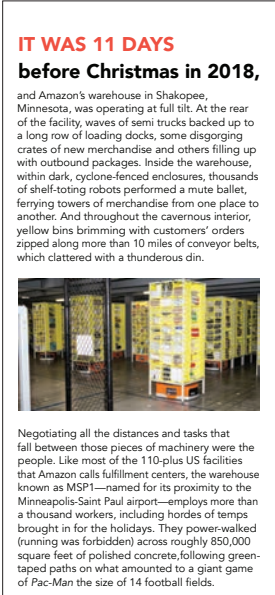 IT WAS 11 DAYS
before Christmas in 2018,
and Amazon's warehouse in Shakopee,
Minnesota, was operating at full tilt. At the rear
of the facility, waves of semi trucks backed up to
a long row of loading docks, some disgorging
crates of new merchandise and others filling up
with outbound packages. Inside the warehouse,
within dark, cyclone-fenced enclosures, thousands
of shelf-toting robots performed a mute ballet,
ferrying towers of merchandise from one place to
another. And throughout the cavernous interior,
yellow bins brimming with customers' orders
zipped along more than 10 miles of conveyor belts,
which clattered with a thunderous din.
Negotiating all the distances and tasks that
fall between those pieces of machinery were the
people. Like most of the 110-plus US facilities
that Amazon calls fulfillment centers, the warehouse
known as MSP1—named for its proximity to the
Minneapolis-Saint Paul airport—employs more than
a thousand workers, including hordes of temps
brought in for the holidays. They power-walked
(running was forbidden) across roughly 850,000
square feet of polished concrete,following green-
taped paths on what amounted to a giant game
of Pac-Man the size of 14 football fields.